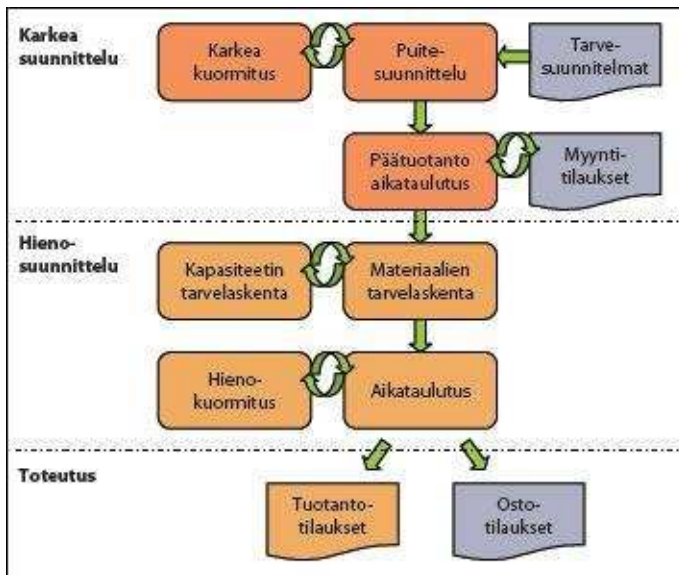 Karkea
suunnittelu
Karkea
kuormitus
Puite-
suunnittelu
Tarve-
suunnitelmat
Päätuotanto
aikataulutus
Myynti-
tilaukset
Hieno-
suunnittelu
Kapasiteetin
tarvelaskenta
Materiaalien
tarvelaskenta
Hieno-
kuormitus
Aikataulutus
Toteutus
Tuotanto-
tilaukset
Osto-
tilaukset